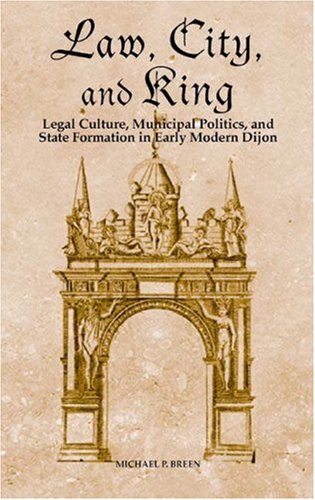 Law, City,
and King
Legal Culture, Municipal Politics, and
State Formation in Early Modern Dijon
MICHAEL P. BREEN